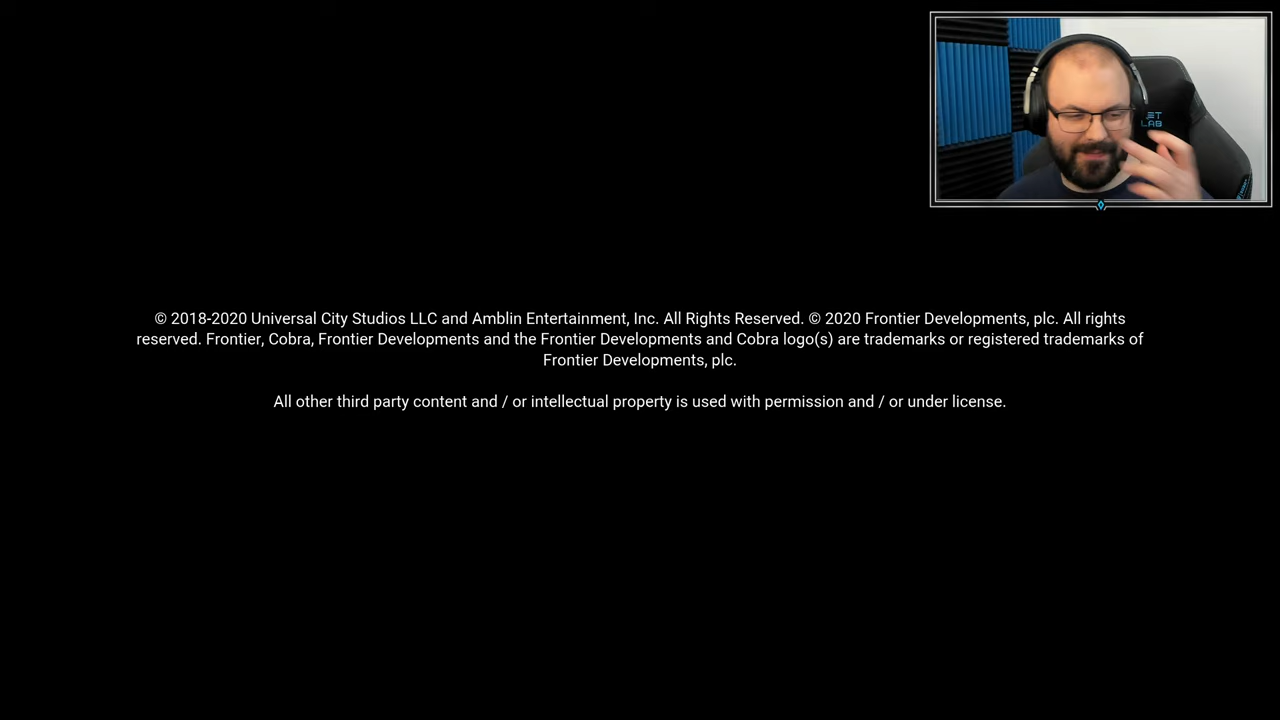 ET
LAB
© 2018-2020 Universal City Studios LLC and Amblin Entertainment, Inc. All Rights Reserved. © 2020 Frontier Developments, plc. All rights
reserved. Frontier, Cobra, Frontier Developments and the Frontier Developments and Cobra logo(s) are trademarks or registered trademarks of
Frontier Developments, plc.
All other third party content and / or intellectual property is used with permission and / or under license.